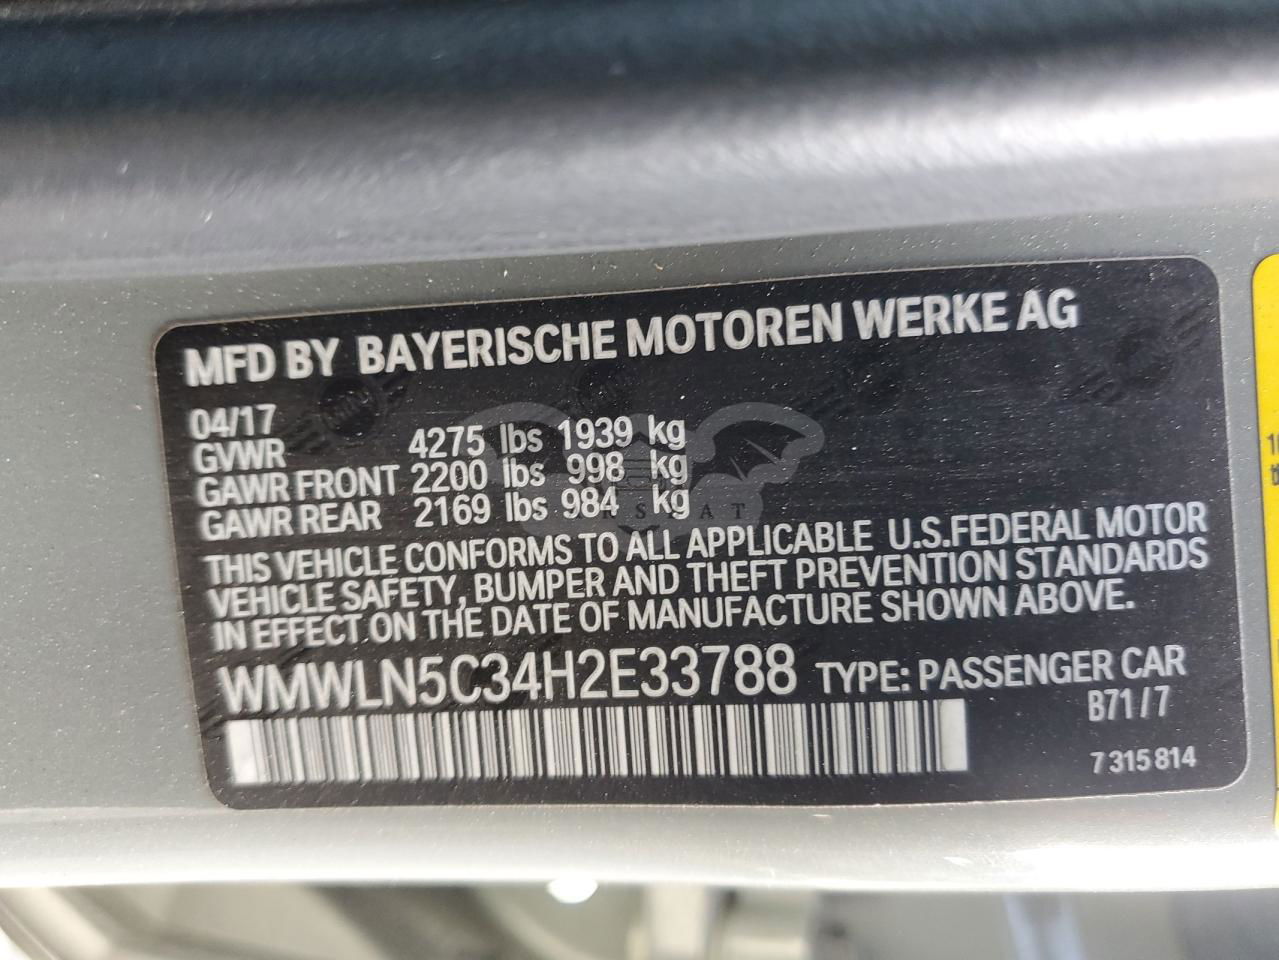 MFD BY BAYERISCHE MOTOREN WERKE AG
04/17
GVWR 4275 lbs 1939 kg
GAWR FRONT 2200 lbs 998 kg
GAWR REAR 2169 lbs 984 kg
THIS VEHICLE CONFORMS TO ALL APPLICABLE U.S.FEDERAL MOTOR
VEHICLE SAFETY, BUMPER AND THEFT PREVENTION STANDARDS
IN EFFECT ON THE DATE OF MANUFACTURE SHOWN ABOVE.
WMWLN5C34H2E33788 TYPE: PASSENGER CAR
B71/7
7 315 814